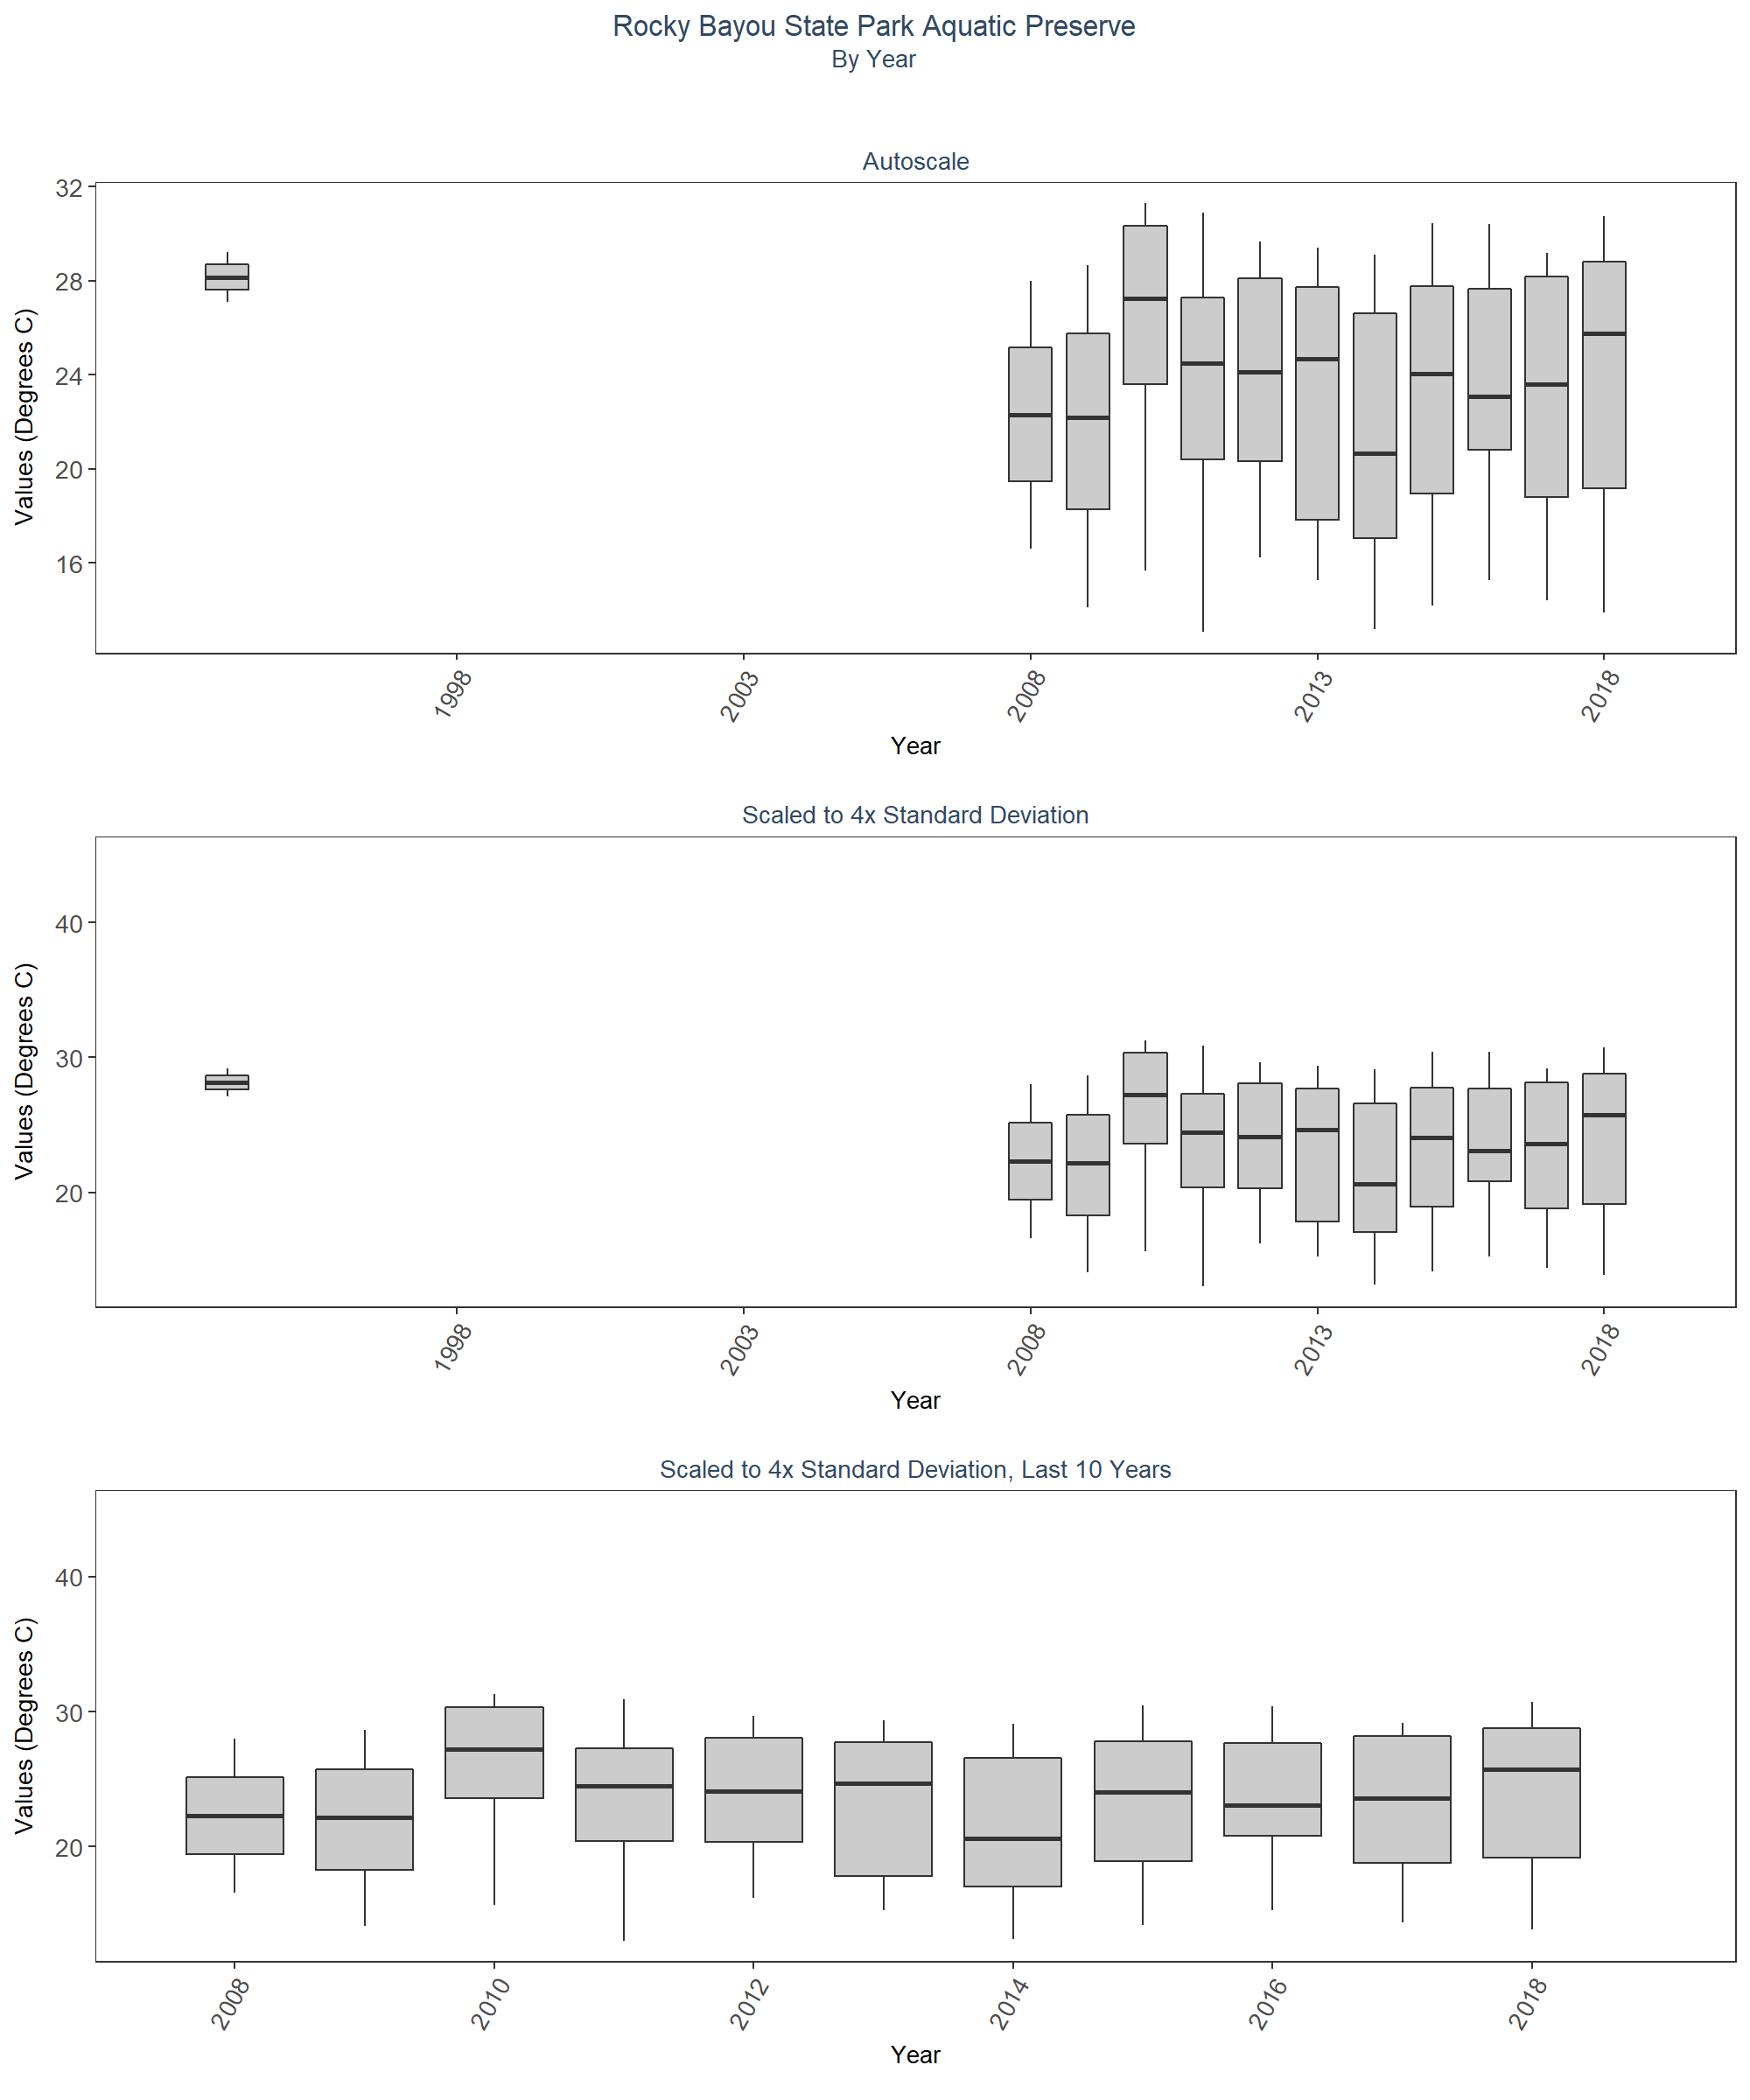 Rocky Bayou State Park Aquatic Preserve
By Year
Autoscale
Values (Degrees C)
32
28
24
20
16
1998
2003
2008
2013
2018
Year
Scaled to 4x Standard Deviation
Values (Degrees C)
40
30
20
1998
2003
2008
2013
2018
Year
Scaled to 4x Standard Deviation, Last 10 Years
Values (Degrees C)
40
30
20
2008
2010
2012
2014
2016
2018
Year